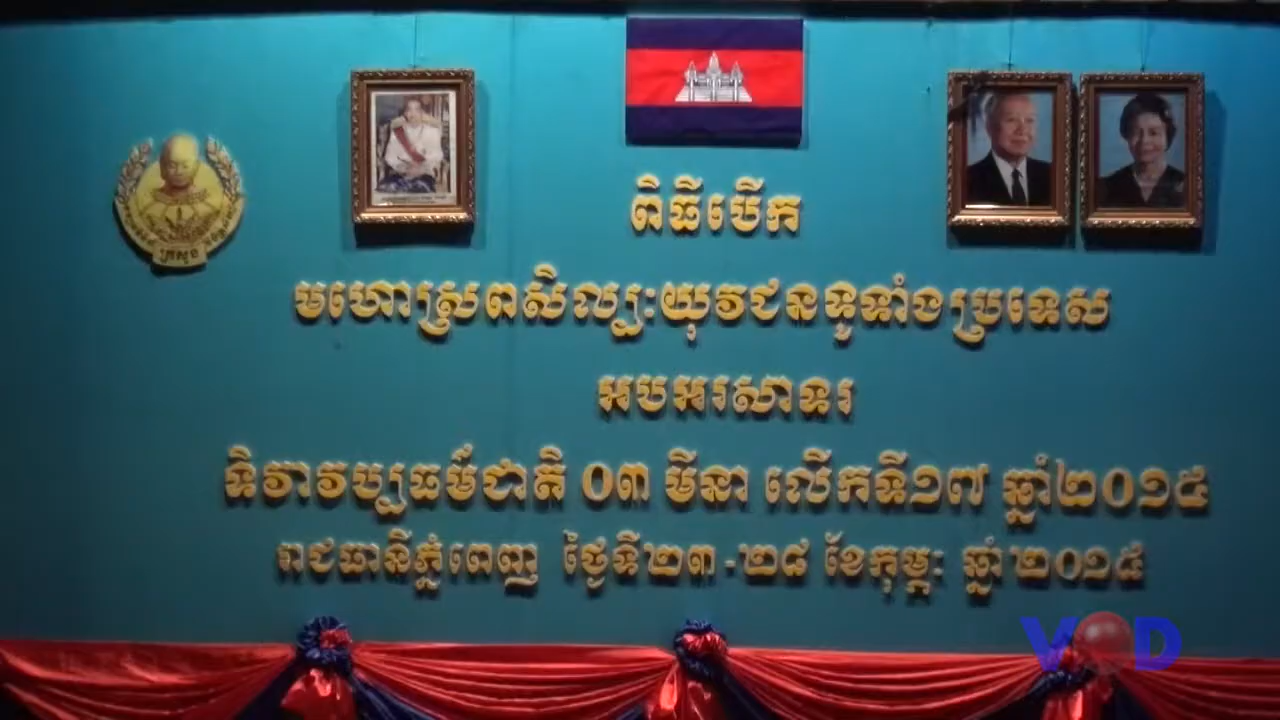 ពិធីបើក
មហោស្រពសិល្បៈយុវជនទូទាំងប្រទេស
អបអរសាទរ
ទិវាវប្បធម៌ជាតិ ០៣ មីនា លើកទី១៧ ឆ្នាំ២០១៥
រាជធានីភ្នំពេញ ថ្ងៃទី២៣-២៨ ខែកុម្ភៈ ឆ្នាំ២០១៥
VOD